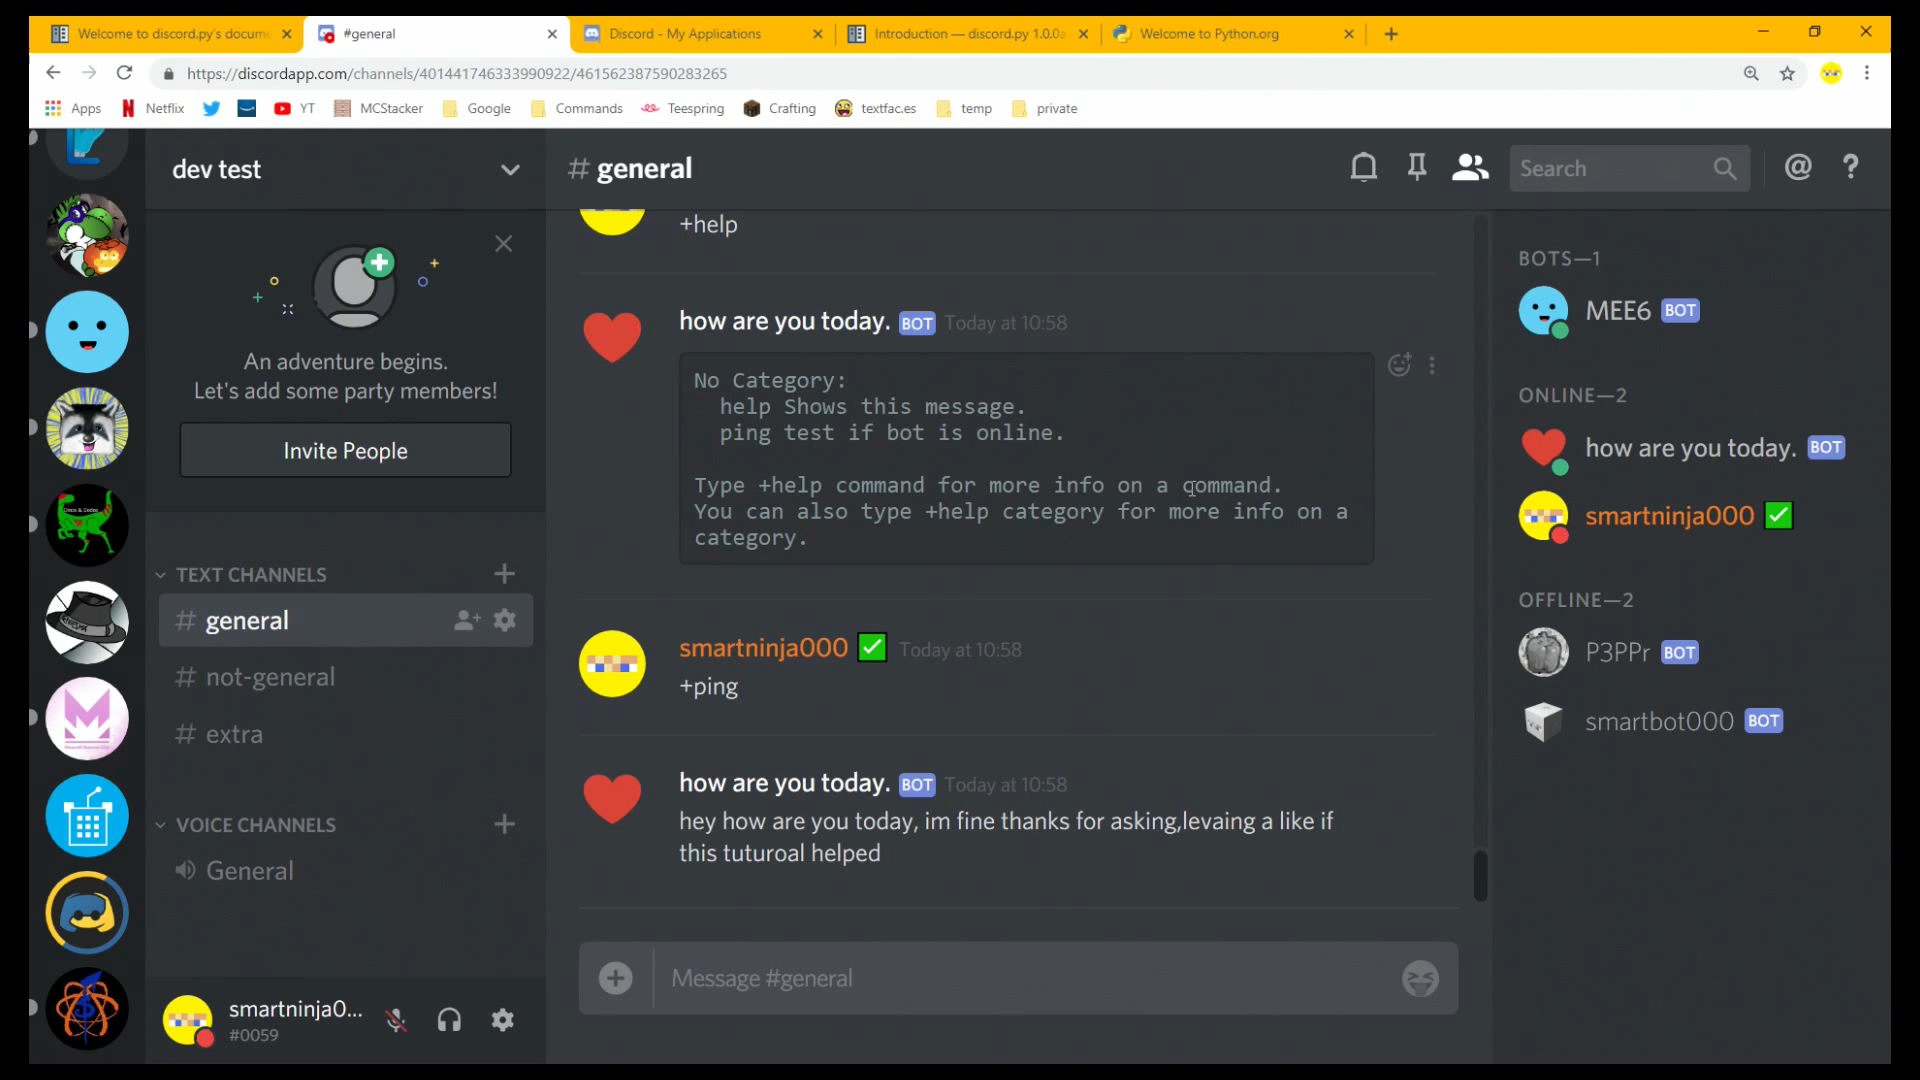 Welcome to discord.py's docume
#general
Discord - My Applications
Introduction — discord.py 1.0.0a
Welcome to Python.org
https://discordapp.com/channels/401441746333990922/461562387590283265
Apps
Netflix
YT
MCStacker
Google
Commands
Teespring
Crafting
textfac.es
temp
private
dev test
# general
Search
An adventure begins.
Let's add some party members!
Invite People
TEXT CHANNELS
# general
# not-general
# extra
VOICE CHANNELS
General
smartninja0...
#0059
+help
how are you today. BOT Today at 10:58
No Category:
help Shows this message.
ping test if bot is online.
Type +help command for more info on a command.
You can also type +help category for more info on a
category.
smartninja000 Today at 10:58
+ping
how are you today. BOT Today at 10:58
hey how are you today, im fine thanks for asking,levaing a like if
this tuturoal helped
Message #general
BOTS—1
MEE6 BOT
ONLINE—2
how are you today. BOT
smartninja000
OFFLINE—2
P3PPr BOT
smartbot000 BOT